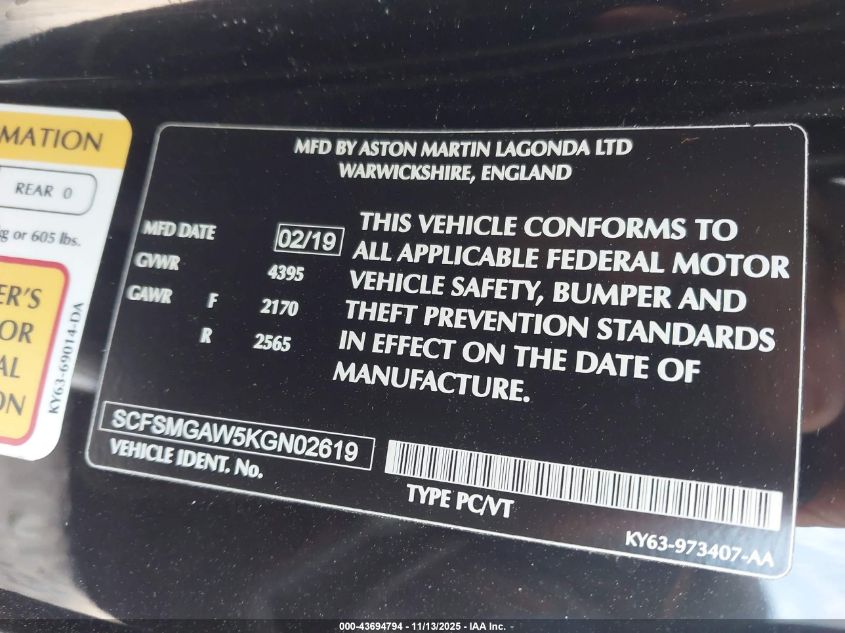 MATION
REAR 0
kg or 605 lbs.
ER'S
OR
AL
ON
KY63-69014-DA
MFD BY ASTON MARTIN LAGONDA LTD
WARWICKSHIRE, ENGLAND
MFD DATE 02/19
GVWR 4395
GAWR F 2170
R 2565
THIS VEHICLE CONFORMS TO
ALL APPLICABLE FEDERAL MOTOR
VEHICLE SAFETY, BUMPER AND
THEFT PREVENTION STANDARDS
IN EFFECT ON THE DATE OF
MANUFACTURE.
SCFSMGAW5KGN02619
VEHICLE IDENT. No.
TYPE PC/VT
KY63-973407-AA
000-43694794 - 11/13/2025 - IAA Inc.